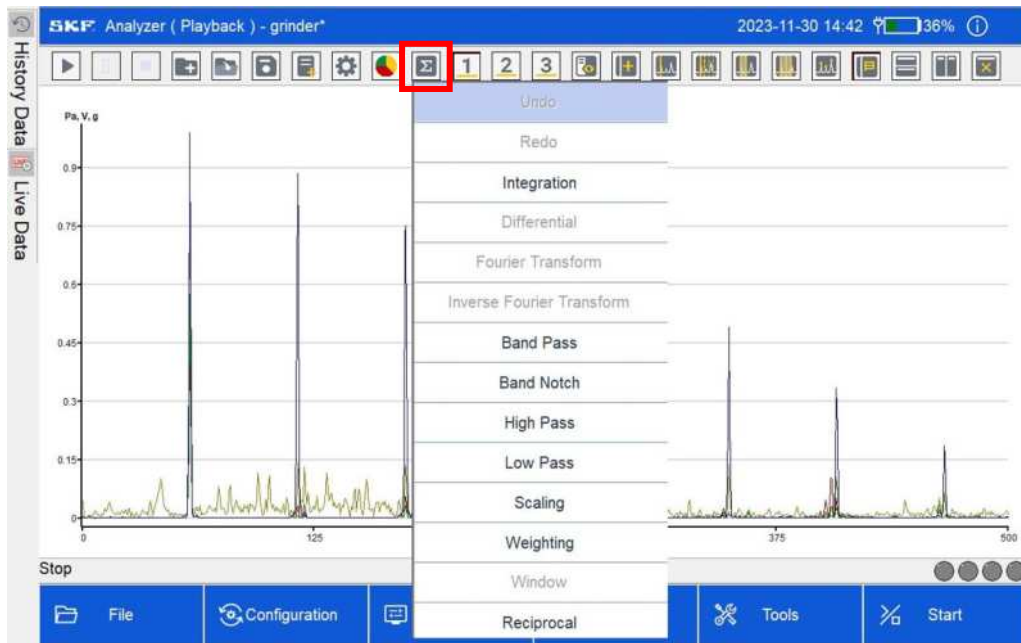 SKF Analyzer ( Playback ) - grinder*
2023-11-30 14:42
36%
History Data
Live Data
1
2
3
Pa, V, g
0.9
0.75
0.6
0.45
0.3
0.15
0
0
125
375
500
Undo
Redo
Integration
Differential
Fourier Transform
Inverse Fourier Transform
Band Pass
Band Notch
High Pass
Low Pass
Scaling
Weighting
Window
Reciprocal
Stop
File
Configuration
Tools
Start